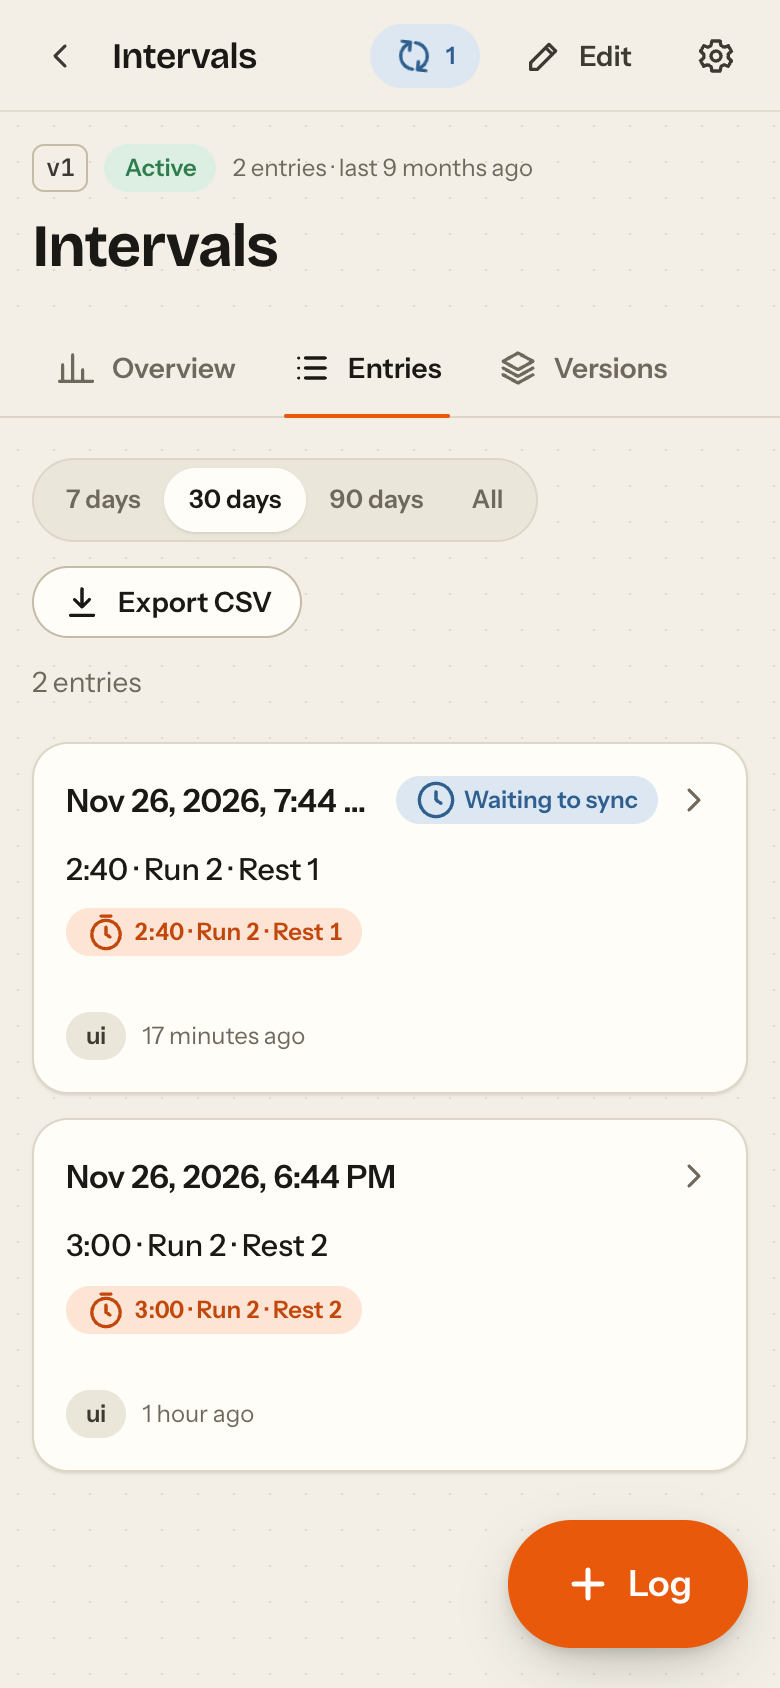 Intervals 1 Edit
v1 Active 2 entries · last 9 months ago
Intervals
Overview Entries Versions
7 days 30 days 90 days All
Export CSV
2 entries
Nov 26, 2026, 7:44 ... Waiting to sync
2:40 · Run 2 · Rest 1
2:40 · Run 2 · Rest 1
ui 17 minutes ago
Nov 26, 2026, 6:44 PM
3:00 · Run 2 · Rest 2
3:00 · Run 2 · Rest 2
ui 1 hour ago
Log